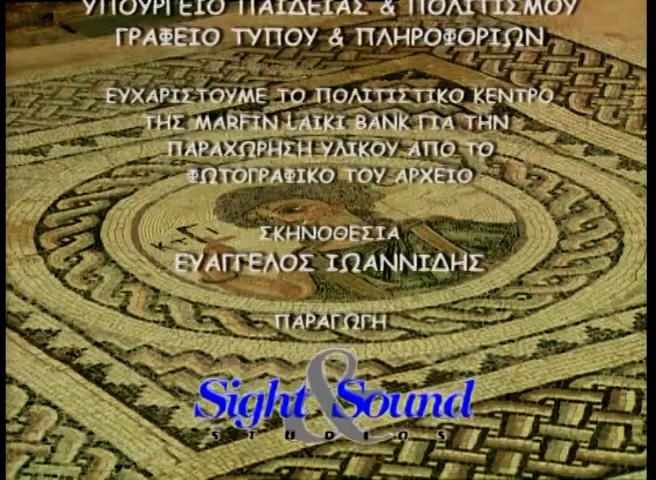 ΥΠΟΥΡΓΕΙΟ ΠΑΙΔΕΙΑΣ & ΠΟΛΙΤΙΣΜΟΥ
ΓΡΑΦΕΙΟ ΤΥΠΟΥ & ΠΛΗΡΟΦΟΡΙΩΝ
ΕΥΧΑΡΙΣΤΟΥΜΕ ΤΟ ΠΟΛΙΤΙΣΤΙΚΟ ΚΕΝΤΡΟ
ΤΗΣ MARFIN LAIKI BANK ΓΙΑ ΤΗΝ
ΠΑΡΑΧΩΡΗΣΗ ΥΛΙΚΟΥ ΑΠΟ ΤΟ
ΦΩΤΟΓΡΑΦΙΚΟ ΤΟΥ ΑΡΧΕΙΟ
ΣΚΗΝΟΘΕΣΙΑ
ΕΥΑΓΓΕΛΟΣ ΙΩΑΝΝΙΔΗΣ
ΠΑΡΑΓΩΓΗ
Sight & Sound
STUDIOS